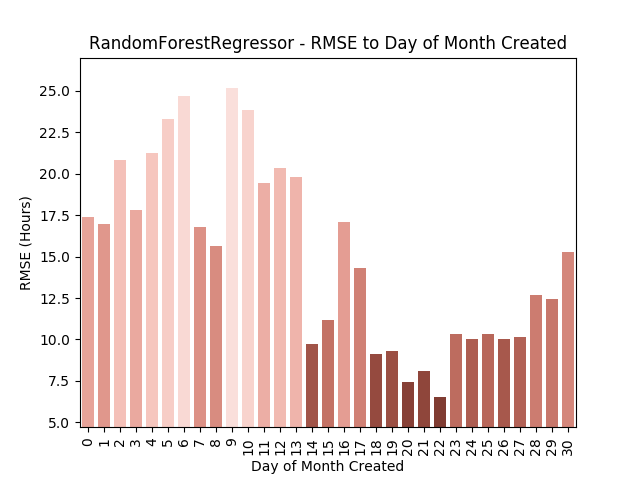 RandomForestRegressor - RMSE to Day of Month Created
25.0
22.5
20.0
17.5
15.0
12.5
10.0
7.5
5.0
RMSE (Hours)
0 1 2 3 4 5 6 7 8 9 10 11 12 13 14 15 16 17 18 19 20 21 22 23 24 25 26 27 28 29 30
Day of Month Created